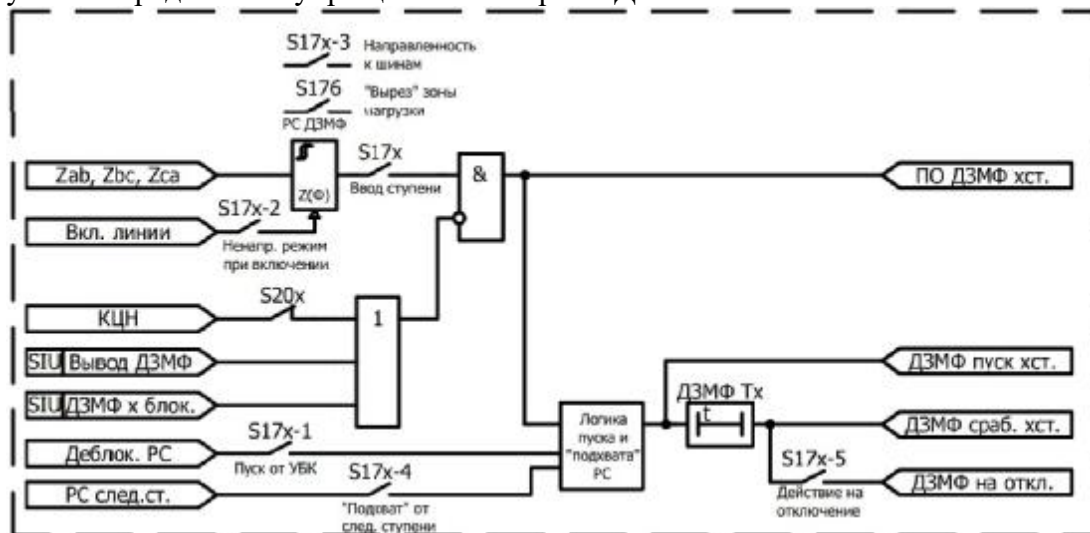 S17x-3 Направленность
к шинам
S176 "Вырез" зоны
нагрузки
РС ДЗМФ
Zab, Zbc, Zca
Z(Ф)
S17x
Ввод ступени
&
ПО ДЗМФ хст.
S17x-2
Вкл. линии
Ненапр. режим
при включении
S20x
КЦН
1
SIU Вывод ДЗМФ
SIU ДЗМФ х блок.
ДЗМФ пуск хст.
ДЗМФ Тх
t
Логика
пуска и
"подхвата"
РС
ДЗМФ сраб. хст.
S17x-1
Деблок. РС
Пуск от УБК
S17x-4
РС след.ст.
"Подхват" от
след. ступени
S17x-5
Действие на
отключение
ДЗМФ на откл.